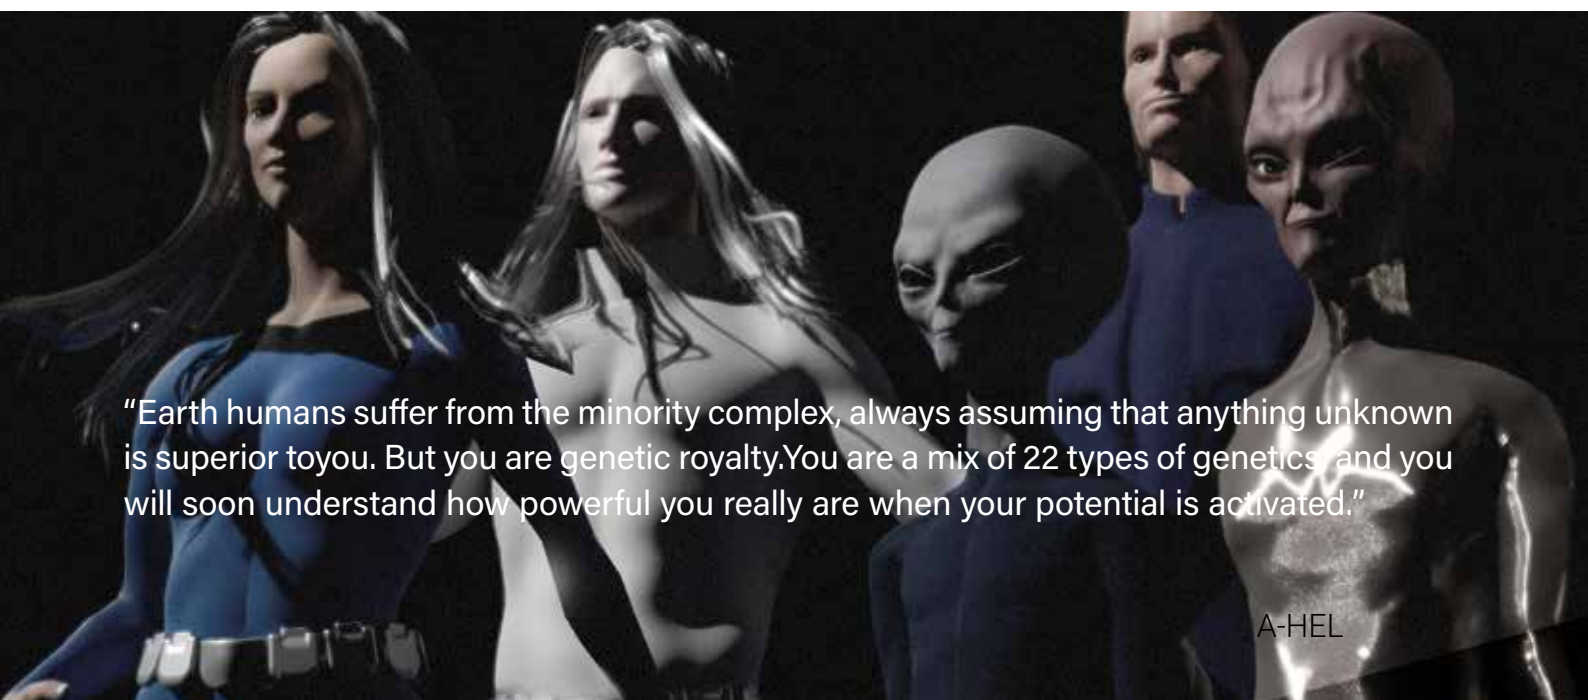 “Earth humans suffer from the minority complex, always assuming that anything unknown
is superior toyou. But you are genetic royalty.You are a mix of 22 types of genetics, and you
will soon understand how powerful you really are when your potential is activated.”
A-HEL